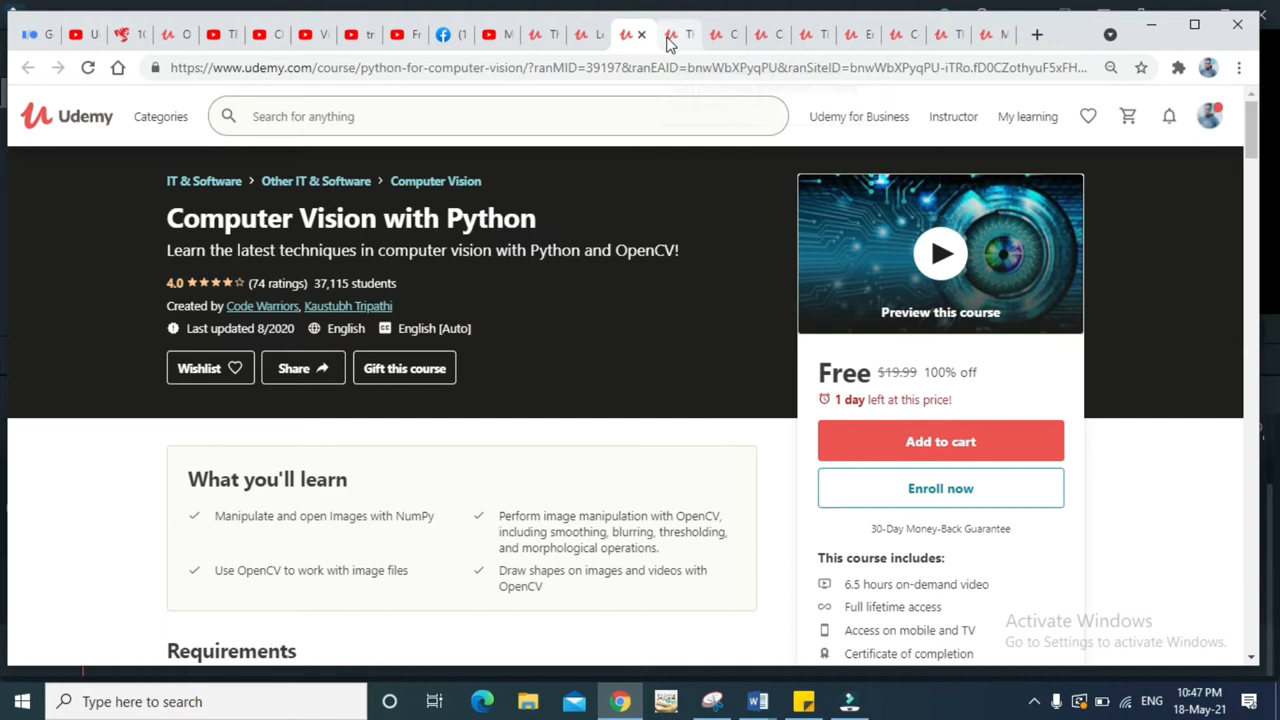 https://www.udemy.com/course/python-for-computer-vision/?ranMID=39197&ranEAID=bnwWbXPyqPU&ranSiteID=bnwWbXPyqPU-iTRo.fD0CZothyuF5xFH...
Udemy Categories Search for anything Udemy for Business Instructor My learning
IT & Software > Other IT & Software > Computer Vision
Computer Vision with Python
Learn the latest techniques in computer vision with Python and OpenCV!
4.0 (74 ratings) 37,115 students
Created by Code Warriors, Kaustubh Tripathi
Last updated 8/2020 English English [Auto]
Wishlist Share Gift this course
Preview this course
Free $19.99 100% off
1 day left at this price!
Add to cart
Enroll now
30-Day Money-Back Guarantee
This course includes:
6.5 hours on-demand video
Full lifetime access
Access on mobile and TV
Certificate of completion
What you'll learn
Manipulate and open Images with NumPy
Perform image manipulation with OpenCV,
including smoothing, blurring, thresholding,
and morphological operations.
Use OpenCV to work with image files
Draw shapes on images and videos with
OpenCV
Requirements
Activate Windows
Go to Settings to activate Windows.
Type here to search
ENG
10:47 PM
18-May-21